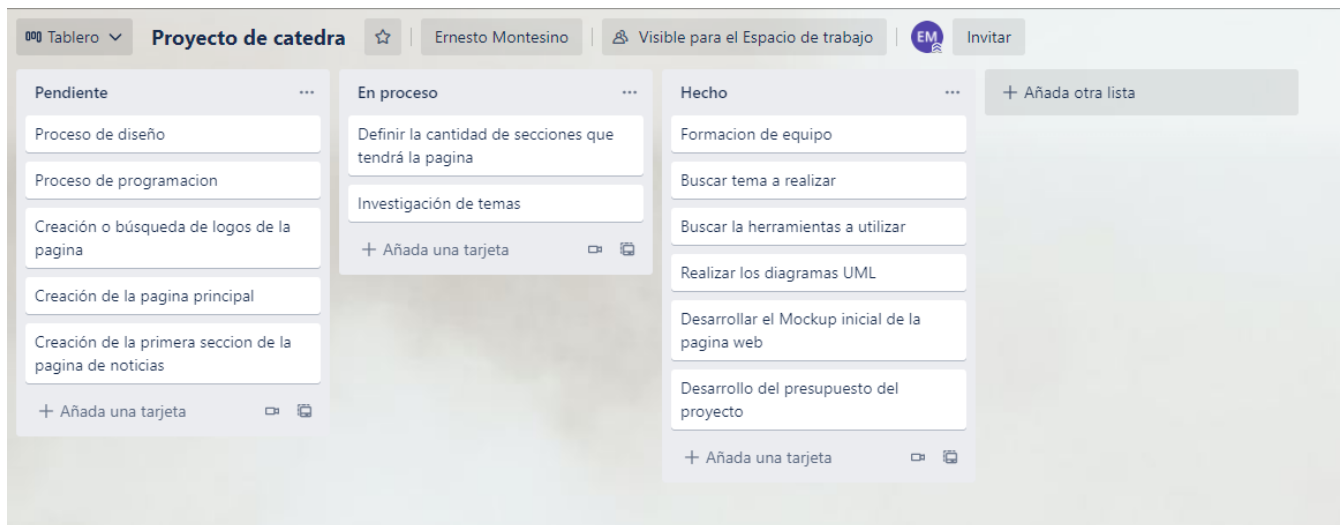 Tablero
Proyecto de catedra
Ernesto Montesino
Visible para el Espacio de trabajo
EM
Invitar
Pendiente
Proceso de diseño
Proceso de programacion
Creación o búsqueda de logos de la
pagina
Creación de la pagina principal
Creación de la primera seccion de la
pagina de noticias
+ Añada una tarjeta
En proceso
Definir la cantidad de secciones que
tendrá la pagina
Investigación de temas
+ Añada una tarjeta
Hecho
Formacion de equipo
Buscar tema a realizar
Buscar la herramientas a utilizar
Realizar los diagramas UML
Desarrollar el Mockup inicial de la
pagina web
Desarrollo del presupuesto del
proyecto
+ Añada una tarjeta
+ Añada otra lista